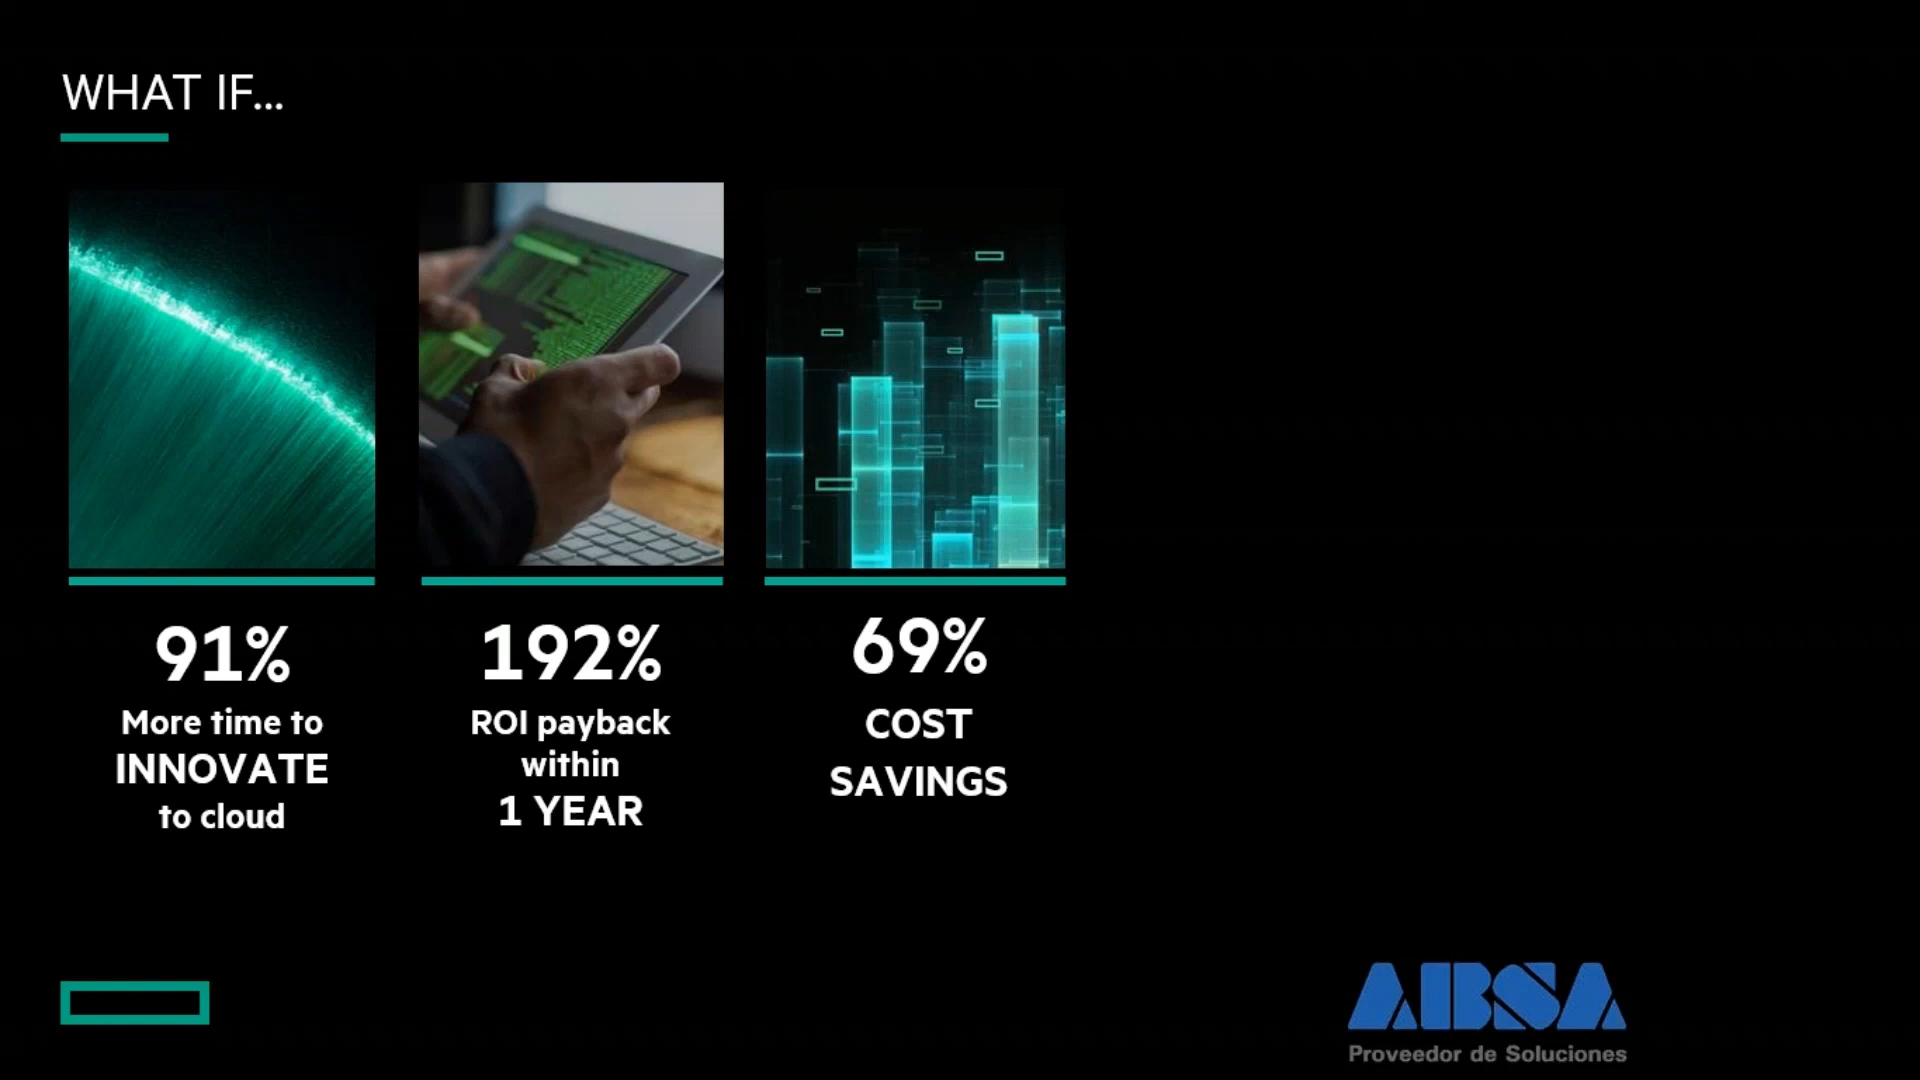 WHAT IF...
91%
More time to
INNOVATE
to cloud
192%
ROI payback
within
1 YEAR
69%
COST
SAVINGS
ABSA
Proveedor de Soluciones